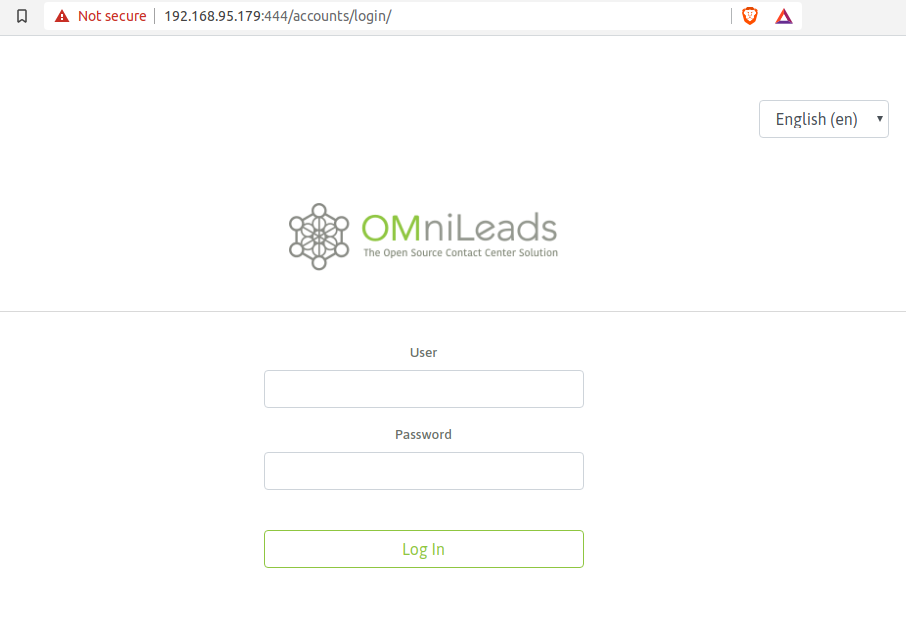 Not secure 192.168.95.179:444/accounts/login/
English (en)
OMniLeads
The Open Source Contact Center Solution
User
Password
Log In